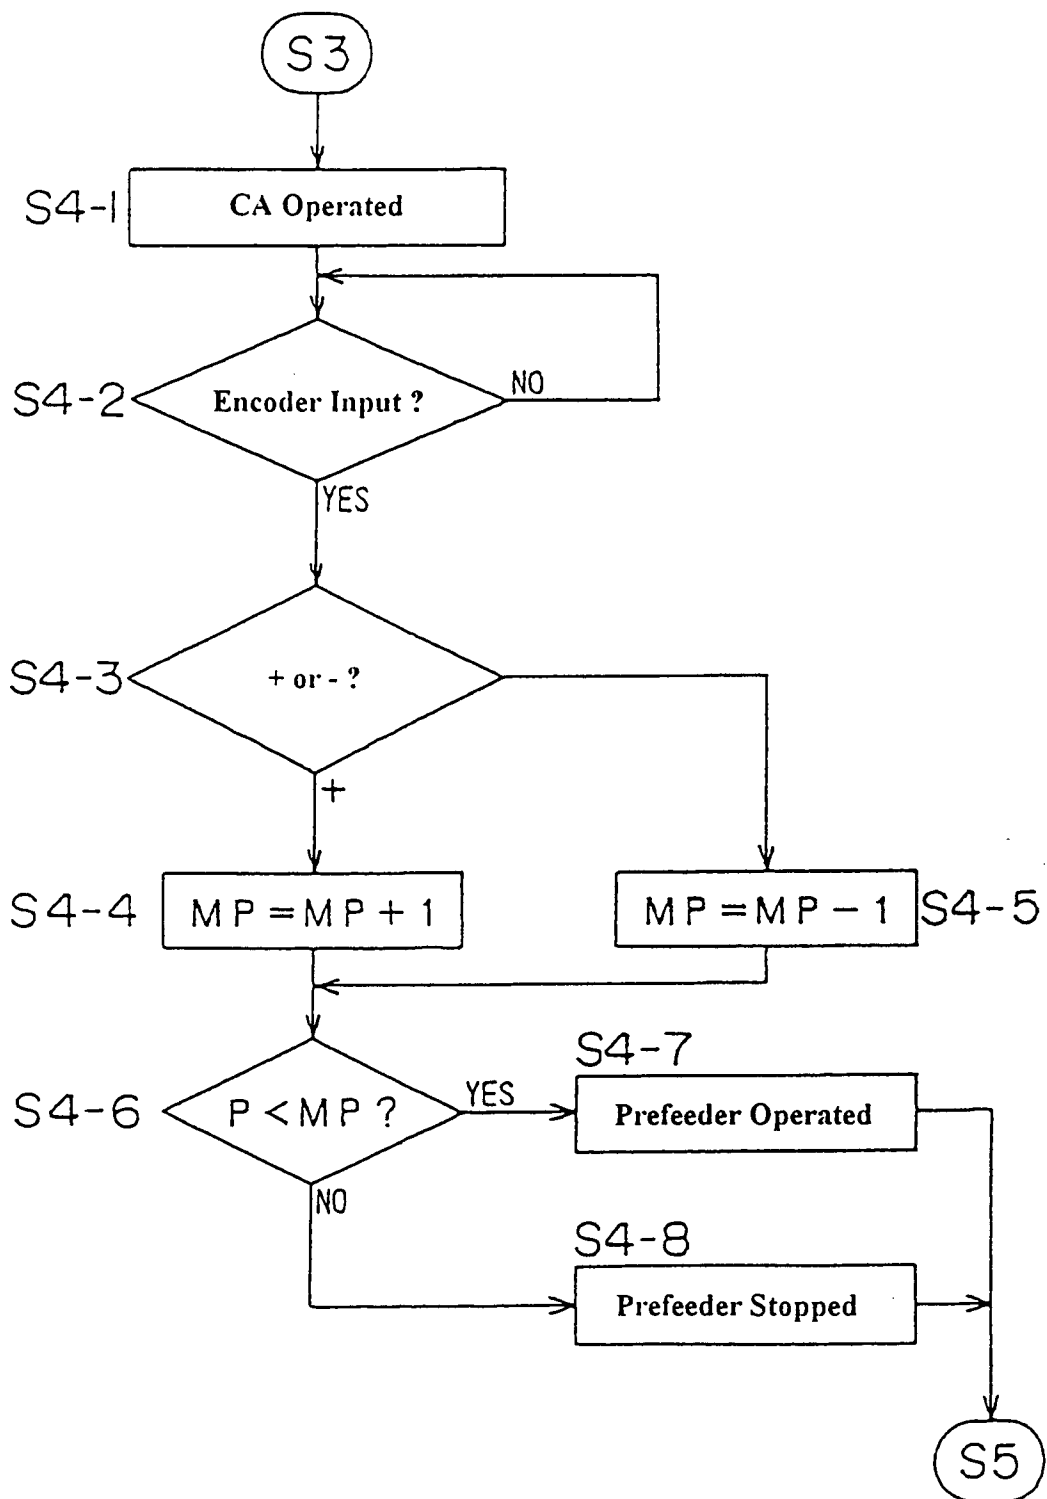 S3
S4-1
CA Operated
S4-2
Encoder Input ?
NO
YES
S4-3
+ or - ?
+
S4-4
MP=MP+1
MP=MP-1
S4-5
S4-6
P<MP?
YES
NO
S4-7
Prefeeder Operated
S4-8
Prefeeder Stopped
S5